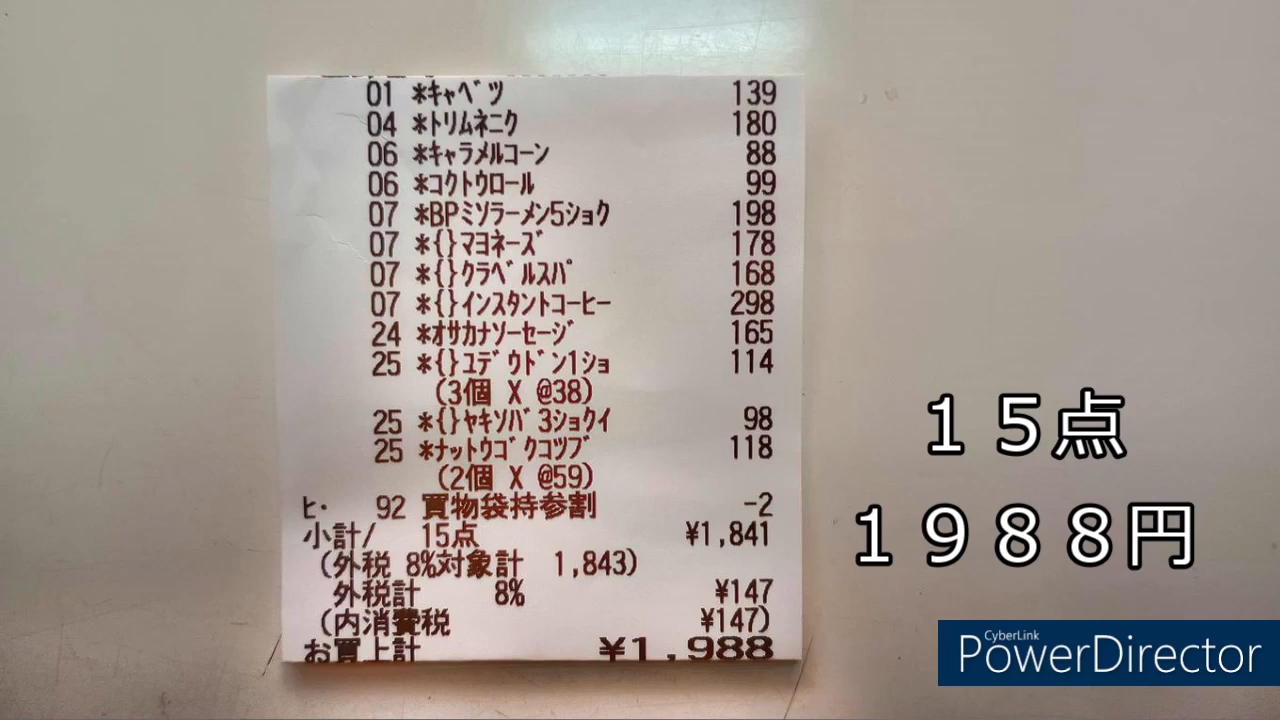 01 *ｷｬﾍﾞﾂ 139
04 *ﾄﾘﾑﾈﾆｸ 180
06 *ｷｬﾗﾒﾙｺｰﾝ 88
06 *ｺｸﾄｳﾛｰﾙ 99
07 *BPﾐｿﾗｰﾒﾝ5ｼｮｸ 198
07 *{}ﾏﾖﾈｰｽﾞ 178
07 *{}ｸﾗﾍﾞﾙｽﾊﾟ 168
07 *{}ｲﾝｽﾀﾝﾄｺｰﾋｰ 298
24 *ｵｻｶﾅｿｰｾｰｼﾞ 165
25 *{}ﾕﾃﾞｳﾄﾞﾝ1ｼｮ 114
(3個 X @38)
25 *{}ﾔｷｿﾊﾞ3ｼｮｸｲ 98
25 *ﾅｯﾄｳｺﾞｸｺﾂﾌﾞ 118
(2個 X @59)
ﾋ･ 92 買物袋持参割 -2
小計/ 15点 ¥1,841
(外税 8%対象計 1,843)
外税計 8% ¥147
(内消費税 ¥147)
お買上計 ¥1,988
１５点
１９８８円
CyberLink
PowerDirector